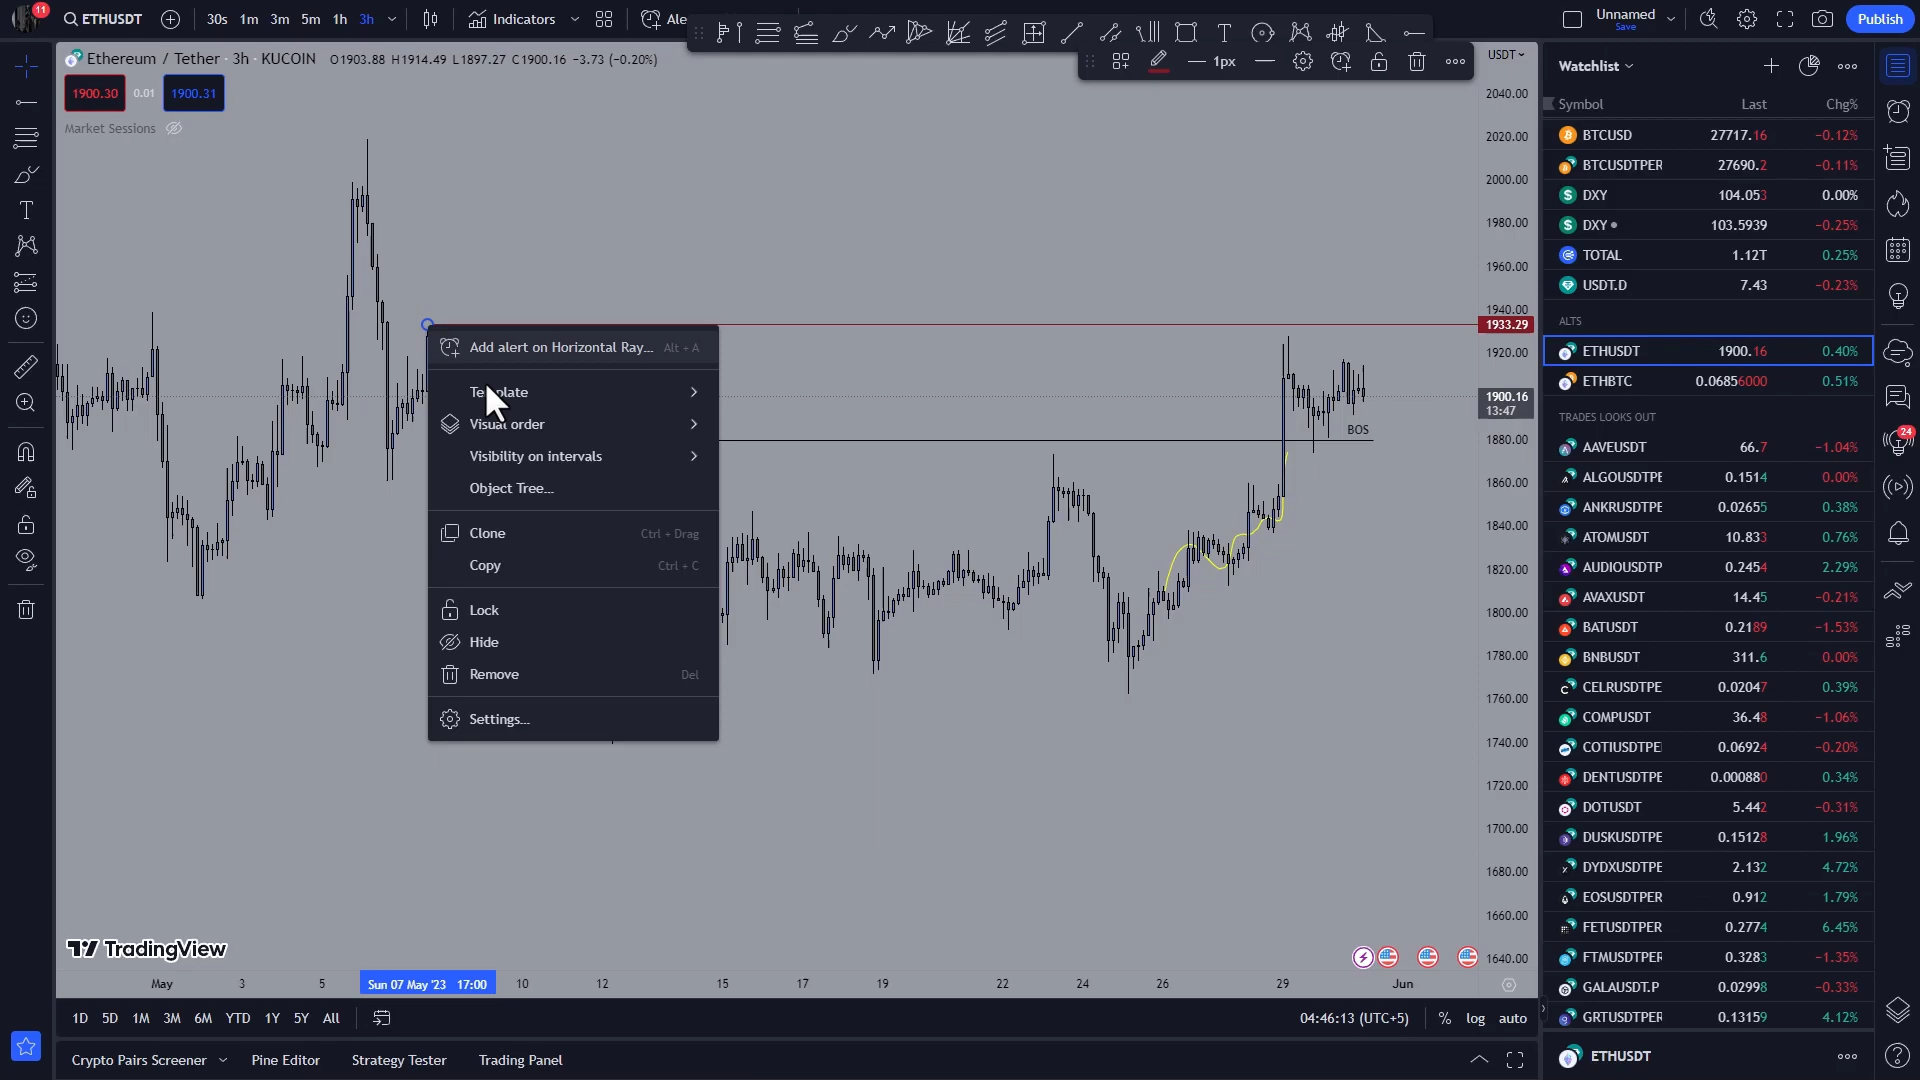 11
ETHUSDT
30s 1m 3m 5m 1h 3h
Indicators
Ale
Unnamed
Save
Publish
Ethereum / Tether · 3h · KUCOIN O1903.88 H1914.49 L1897.27 C1900.16 −3.73 (−0.20%)
1px
USDT
1900.30 0.01 1900.31
Market Sessions
2040.00
2020.00
2000.00
1980.00
1960.00
1940.00
1933.29
1920.00
1900.16
13:47
1880.00
1860.00
1840.00
1820.00
1800.00
1780.00
1760.00
1740.00
1720.00
1700.00
1680.00
1660.00
1640.00
BOS
Add alert on Horizontal Ray... Alt + A
Template
Visual order
Visibility on intervals
Object Tree...
Clone Ctrl + Drag
Copy Ctrl + C
Lock
Hide
Remove Del
Settings...
TradingView
May 3 5 Sun 07 May '23 17:00 10 12 15 17 19 22 24 26 29 Jun
1D 5D 1M 3M 6M YTD 1Y 5Y All
04:46:13 (UTC+5) % log auto
Crypto Pairs Screener Pine Editor Strategy Tester Trading Panel
Watchlist
Symbol Last Chg%
BTCUSD 27717.16 −0.12%
BTCUSDTPER 27690.2 −0.11%
DXY 104.053 0.00%
DXY 103.5939 −0.25%
TOTAL 1.12T 0.25%
USDT.D 7.43 −0.23%
ALTS
ETHUSDT 1900.16 0.40%
ETHBTC 0.06856000 0.51%
TRADES LOOKS OUT
AAVEUSDT 66.7 −1.04%
ALGOUSDTPE 0.1514 0.00%
ANKRUSDTPE 0.02655 0.38%
ATOMUSDT 10.833 0.76%
AUDIOUSDTP 0.2454 2.29%
AVAXUSDT 14.45 −0.21%
BATUSDT 0.2189 −1.53%
BNBUSDT 311.6 0.00%
CELRUSDTPE 0.02047 0.39%
COMPUSDT 36.48 −1.06%
COTIUSDTPE 0.06924 −0.20%
DENTUSDTPE 0.000880 0.34%
DOTUSDT 5.442 −0.31%
DUSKUSDTPE 0.15128 1.96%
DYDXUSDTPE 2.132 4.72%
EOSUSDTPER 0.912 1.79%
FETUSDTPER 0.2774 6.45%
FTMUSDTPER 0.3283 −1.35%
GALAUSDT.P 0.02998 −0.33%
GRTUSDTPER 0.13159 4.12%
ETHUSDT
24